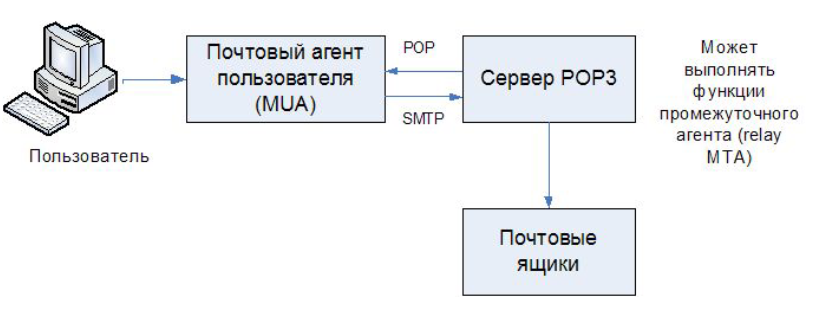 Пользователь
Почтовый агент
пользователя
(MUA)
POP
SMTP
Сервер POP3
Может
выполнять
функции
промежуточного
агента (relay
MTA)
Почтовые
ящики